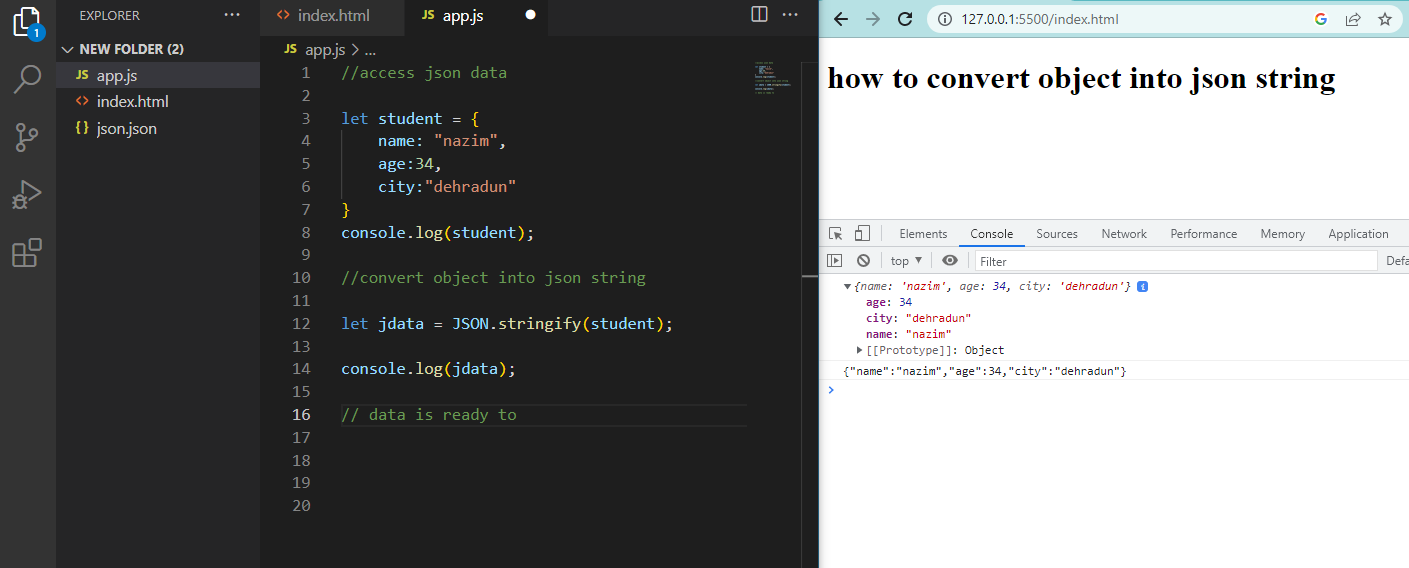 EXPLORER
1
NEW FOLDER (2)
JS app.js
<> index.html
{} json.json
<> index.html
JS app.js
JS app.js > ...
1 //access json data
2
3 let student = {
4 name: "nazim",
5 age:34,
6 city:"dehradun"
7 }
8 console.log(student);
9
10 //convert object into json string
11
12 let jdata = JSON.stringify(student);
13
14 console.log(jdata);
15
16 // data is ready to
17
18
19
20
127.0.0.1:5500/index.html
how to convert object into json string
Elements Console Sources Network Performance Memory Application
top Filter Defa
{name: 'nazim', age: 34, city: 'dehradun'} i
age: 34
city: "dehradun"
name: "nazim"
[[Prototype]]: Object
{"name":"nazim","age":34,"city":"dehradun"}